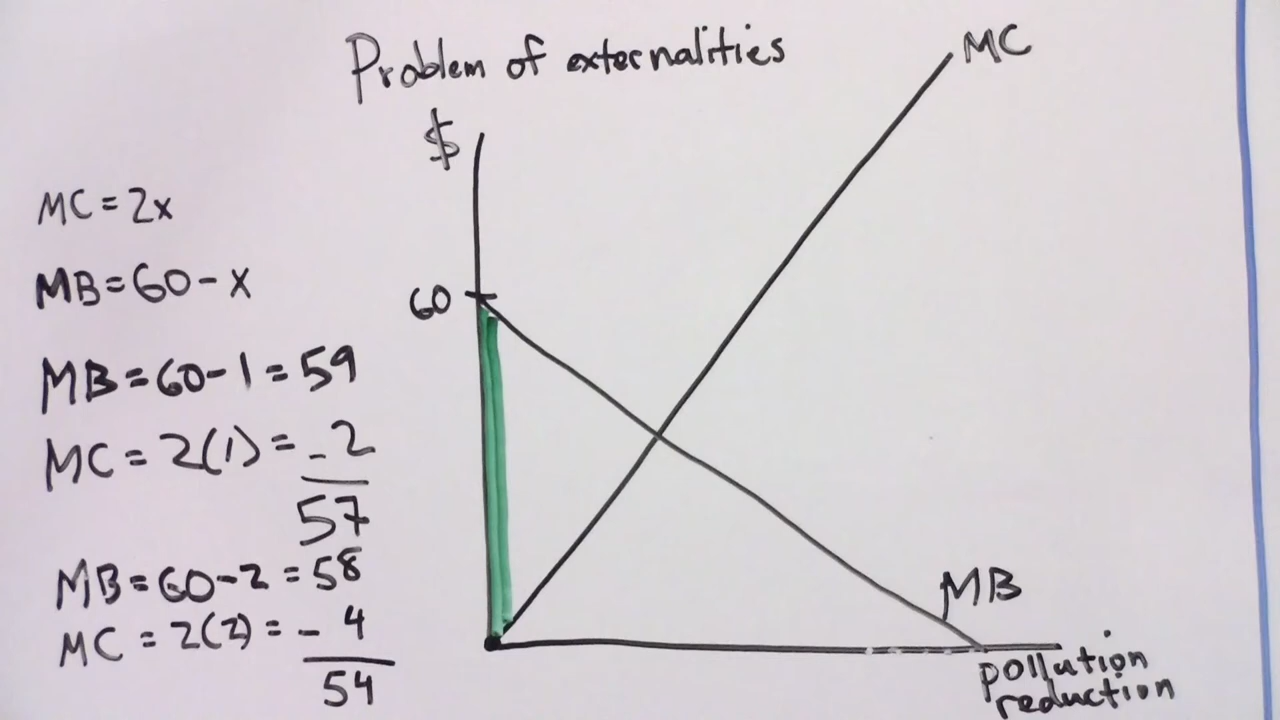 Problem of externalities
MC
$
MC = 2x
MB = 60 - x
60
MB = 60 - 1 = 59
MC = 2(1) = - 2
57
MB = 60 - 2 = 58
MC = 2(2) = - 4
54
MB
pollution
reduction